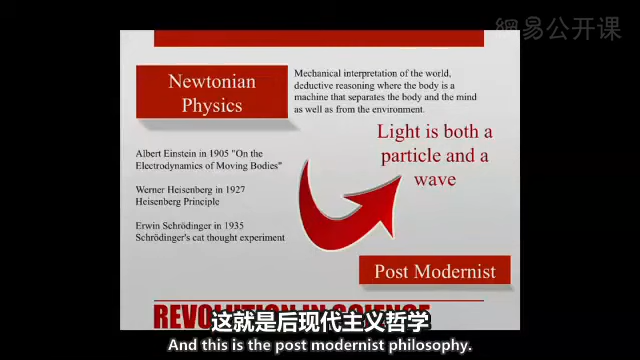 網易公开课
Newtonian
Physics
Mechanical interpretation of the world,
deductive reasoning where the body is a
machine that separates the body and the mind
as well as from the environment.
Light is both a
particle and a
wave
Albert Einstein in 1905 "On the
Electrodynamics of Moving Bodies"
Werner Heisenberg in 1927
Heisenberg Principle
Erwin Schrödinger in 1935
Schrödinger's cat thought experiment
Post Modernist
REVOLUTION IN SCIENCE
这就是后现代主义哲学
And this is the post modernist philosophy.